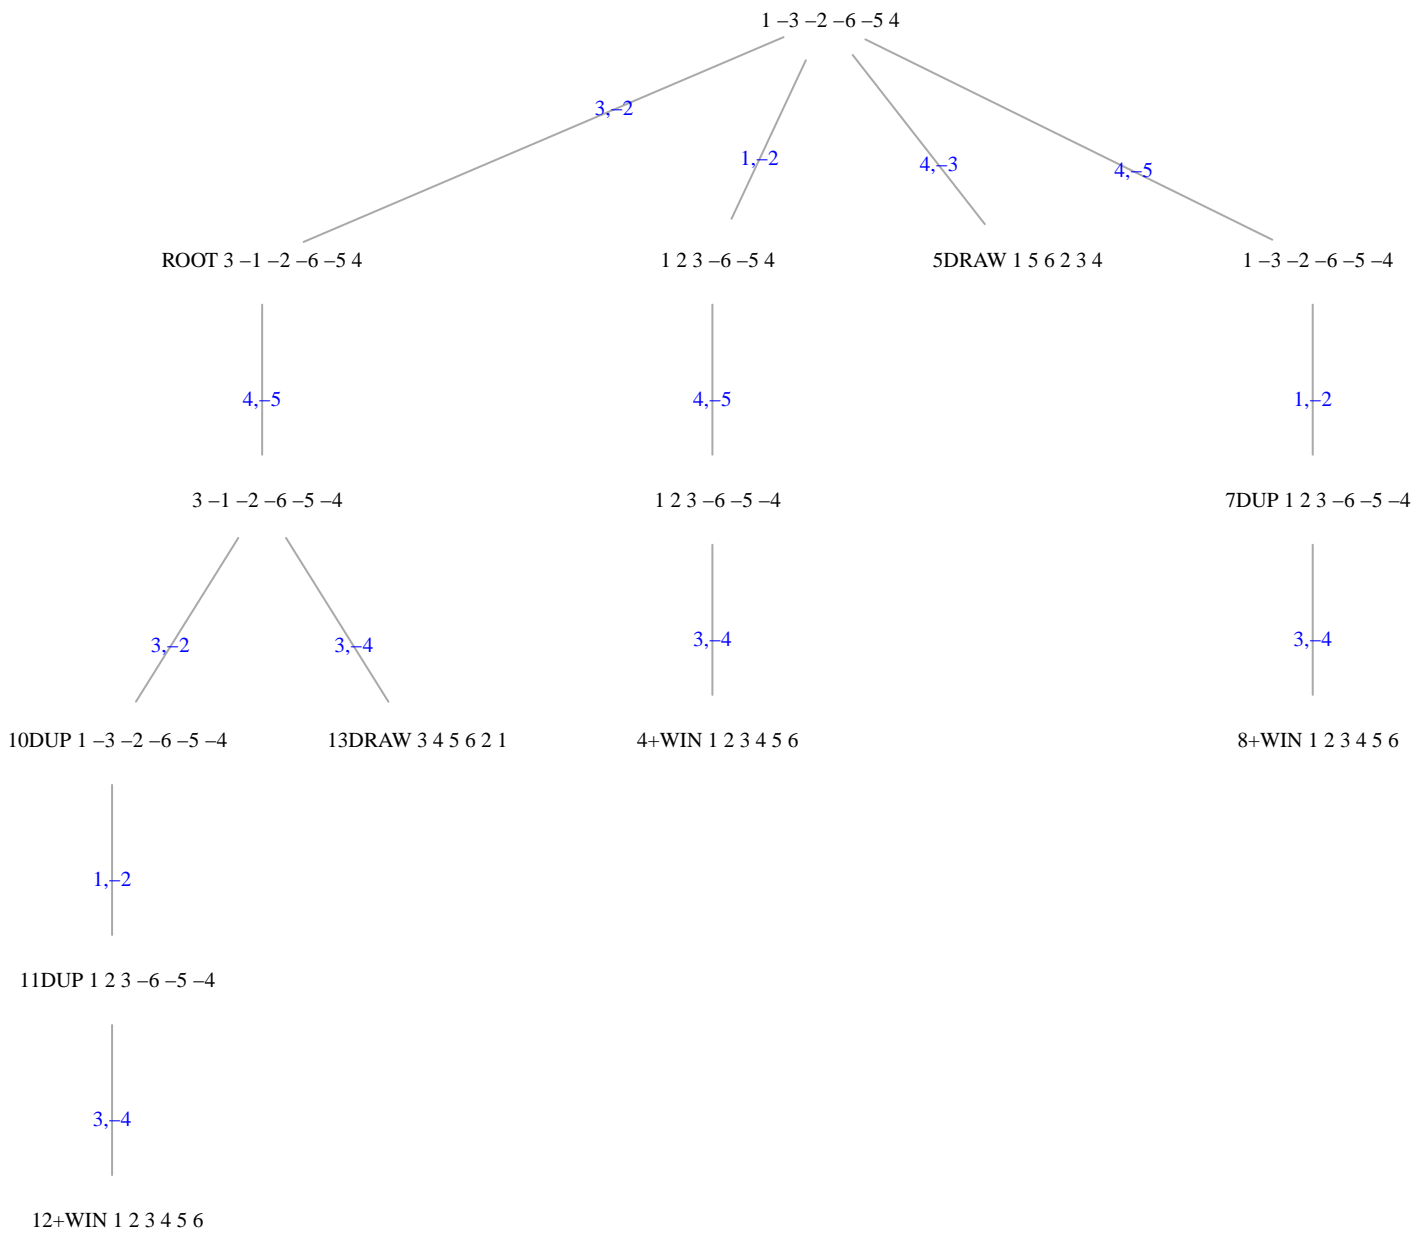 1 –3 –2 –6 –5 4
3,–2
1,–2
4,–3
4,–5
ROOT 3 –1 –2 –6 –5 4
1 2 3 –6 –5 4
5DRAW 1 5 6 2 3 4
1 –3 –2 –6 –5 –4
4,–5
4,–5
1,–2
3 –1 –2 –6 –5 –4
1 2 3 –6 –5 –4
7DUP 1 2 3 –6 –5 –4
3,–2
3,–4
3,–4
3,–4
10DUP 1 –3 –2 –6 –5 –4
13DRAW 3 4 5 6 2 1
4+WIN 1 2 3 4 5 6
8+WIN 1 2 3 4 5 6
1,–2
11DUP 1 2 3 –6 –5 –4
3,–4
12+WIN 1 2 3 4 5 6